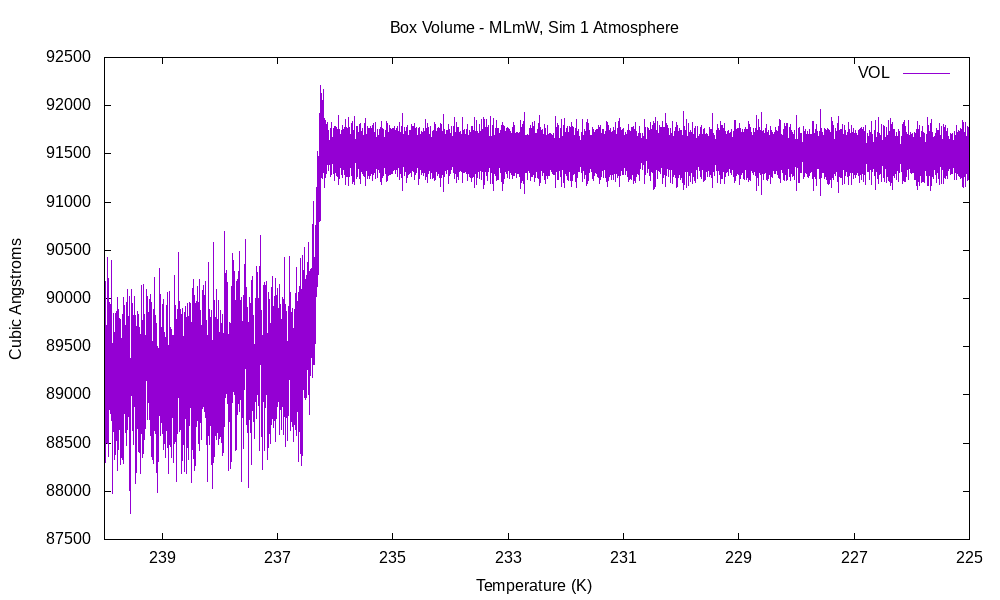 Box Volume - MLmW, Sim 1 Atmosphere
VOL
92500
92000
91500
91000
90500
90000
89500
89000
88500
88000
87500
Cubic Angstroms
239 237 235 233 231 229 227 225
Temperature (K)